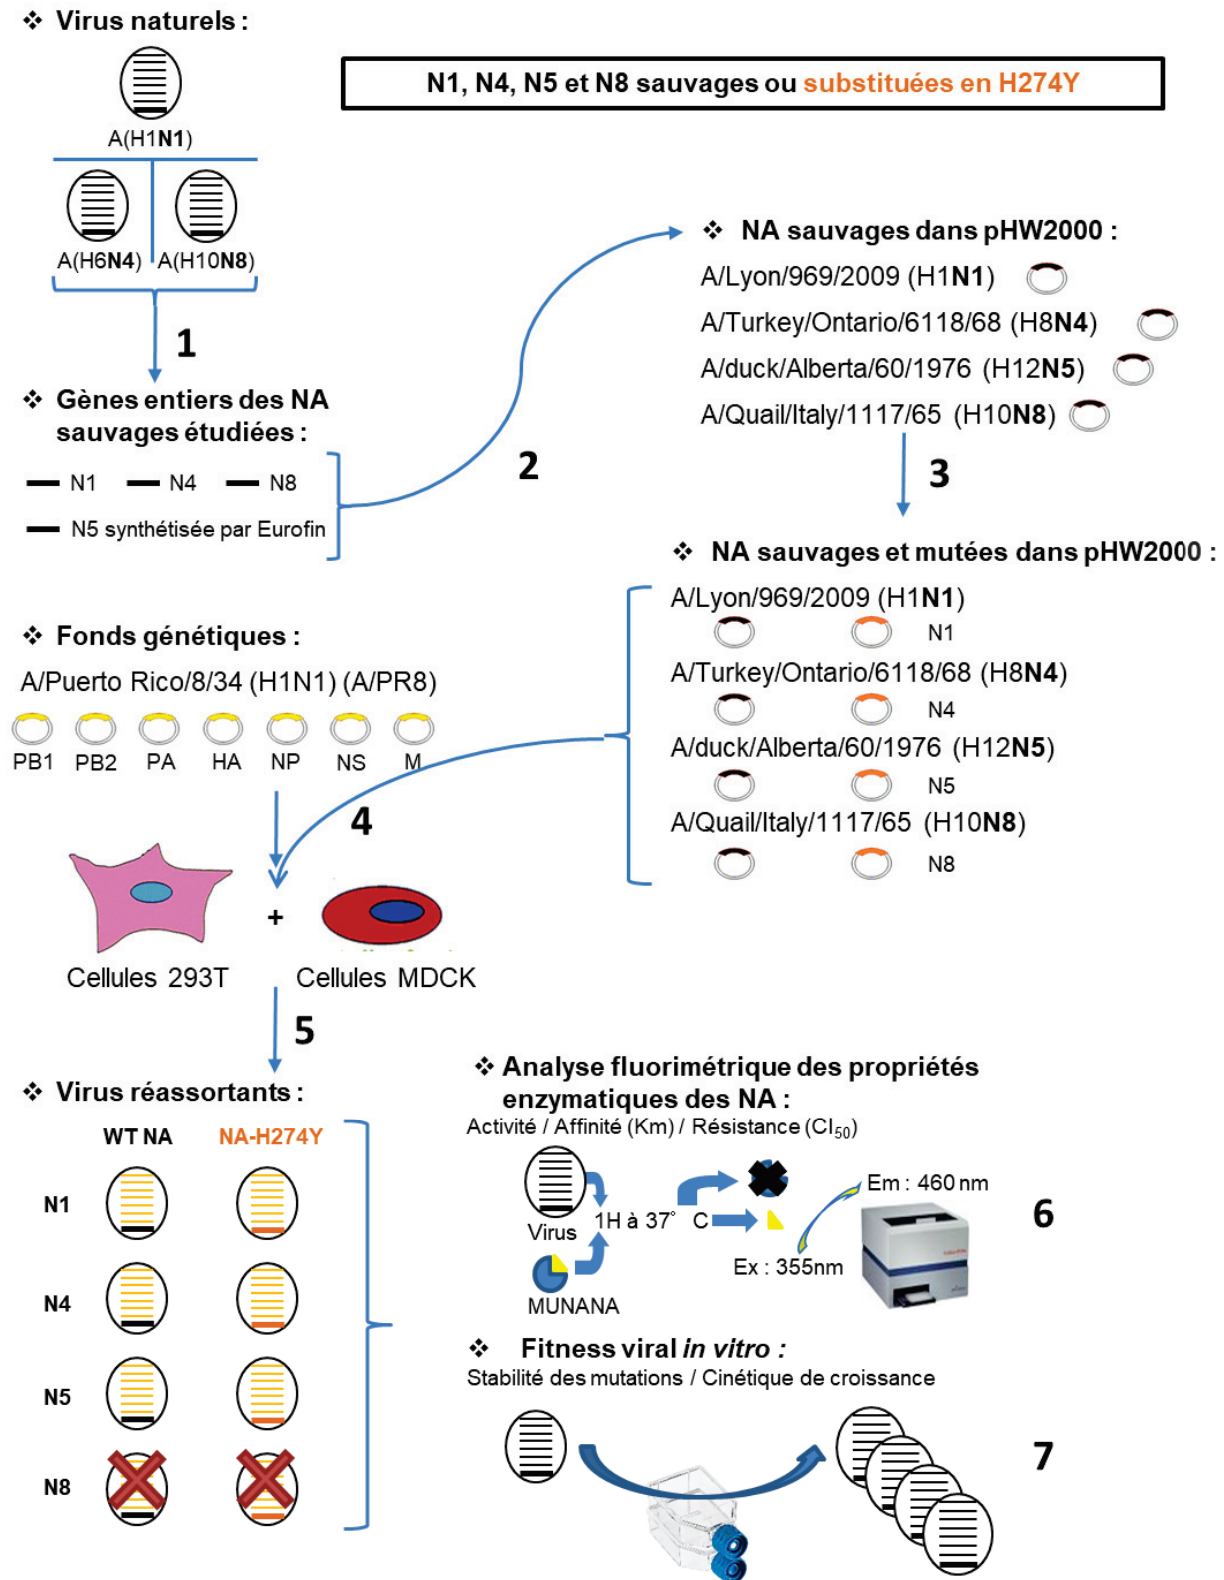 ❖ Virus naturels :
N1, N4, N5 et N8 sauvages ou substituées en H274Y
A(H1N1)
A(H6N4) A(H10N8)
1
❖ Gènes entiers des NA
sauvages étudiées :
N1 N4 N8
N5 synthétisée par Eurofin
2
❖ NA sauvages dans pHW2000 :
A/Lyon/969/2009 (H1N1)
A/Turkey/Ontario/6118/68 (H8N4)
A/duck/Alberta/60/1976 (H12N5)
A/Quail/Italy/1117/65 (H10N8)
3
❖ NA sauvages et mutées dans pHW2000 :
A/Lyon/969/2009 (H1N1)
N1
A/Turkey/Ontario/6118/68 (H8N4)
N4
A/duck/Alberta/60/1976 (H12N5)
N5
A/Quail/Italy/1117/65 (H10N8)
N8
❖ Fonds génétiques :
A/Puerto Rico/8/34 (H1N1) (A/PR8)
PB1 PB2 PA HA NP NS M
4
+
Cellules 293T Cellules MDCK
5
❖ Virus réassortants :
WT NA NA-H274Y
N1
N4
N5
N8
❖ Analyse fluorimétrique des propriétés
enzymatiques des NA :
Activité / Affinité (Km) / Résistance (CI50)
Em : 460 nm
Virus 1H à 37° C
Ex : 355nm
MUNANA
6
❖ Fitness viral in vitro :
Stabilité des mutations / Cinétique de croissance
7